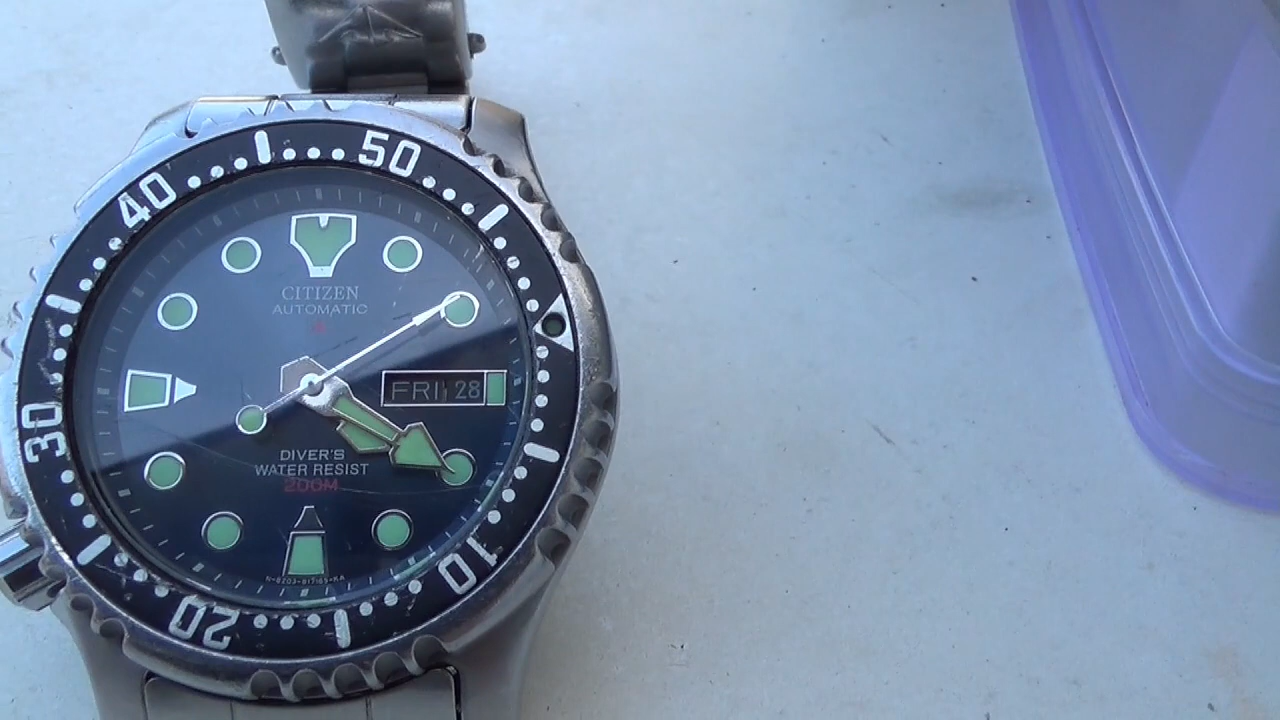 50
40
CITIZEN
AUTOMATIC
FRI 28
30
DIVER'S
WATER RESIST
200M
10
20